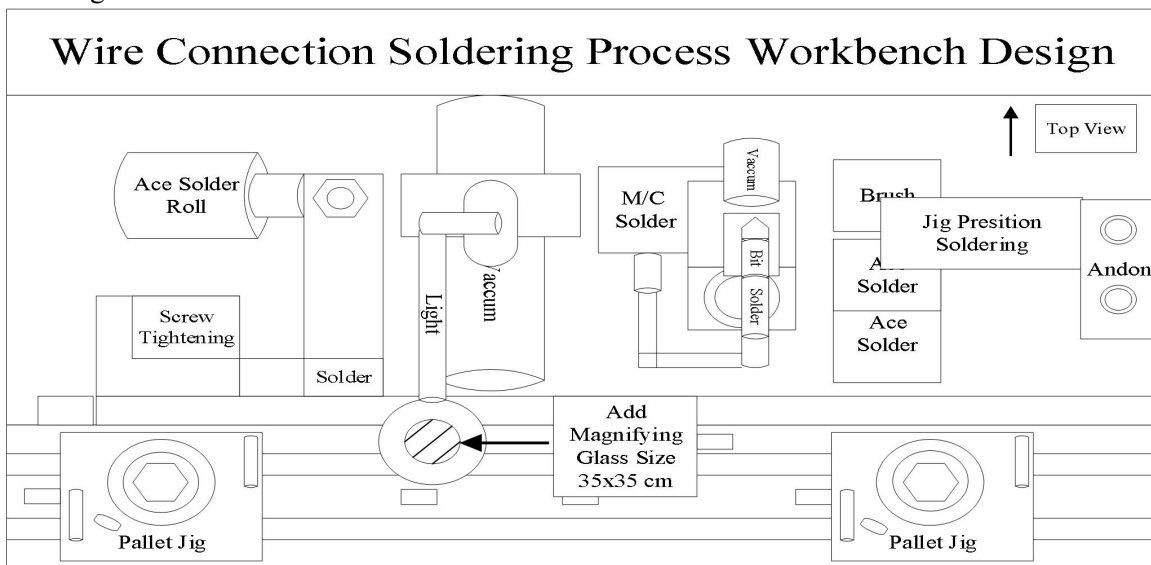 Wire Connection Soldering Process Workbench Design
Top View
Ace Solder
Roll
M/C
Solder
Vaccum
Brush
Jig Presition
Soldering
Andon
Bit
Solder
Light
Vaccum
Solder
Ace
Solder
Screw
Tightening
Solder
Add
Magnifying
Glass Size
35x35 cm
Pallet Jig
Pallet Jig